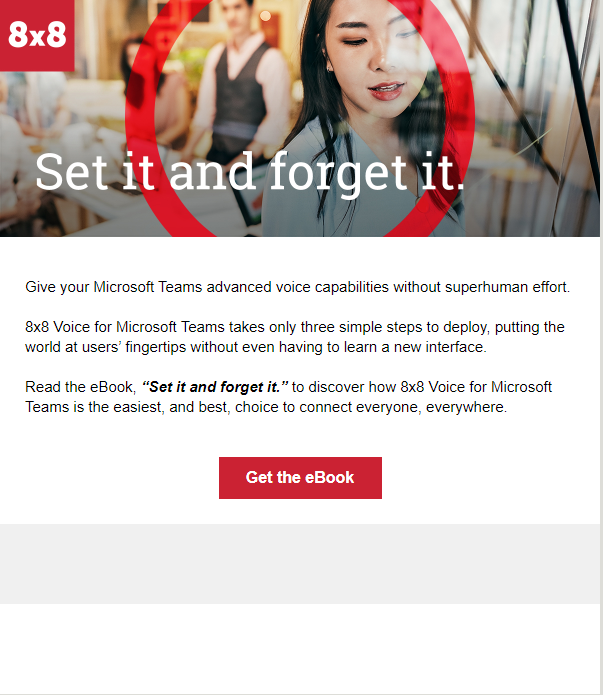 8x8
Set it and forget it.
Give your Microsoft Teams advanced voice capabilities without superhuman effort.
8x8 Voice for Microsoft Teams takes only three simple steps to deploy, putting the
world at users’ fingertips without even having to learn a new interface.
Read the eBook, “Set it and forget it.” to discover how 8x8 Voice for Microsoft
Teams is the easiest, and best, choice to connect everyone, everywhere.
Get the eBook